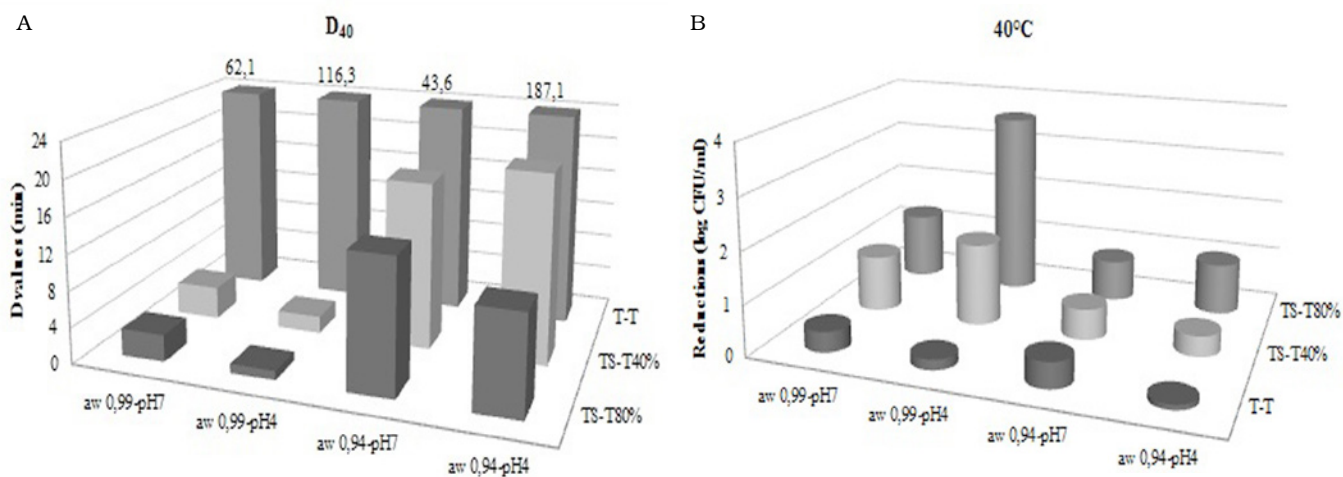 A
D40
62,1
116,3
43,6
187,1
24
20
16
12
8
4
0
D values (min)
aw 0,99-pH7
aw 0,99-pH4
aw 0,94-pH7
aw 0,94-pH4
T-T
TS-T40%
TS-T80%
B
40°C
4
3
2
1
0
Reductions (log CFU/ml)
aw 0,99-pH7
aw 0,99-pH4
aw 0,94-pH7
aw 0,94-pH4
TS-T80%
TS-T40%
T-T